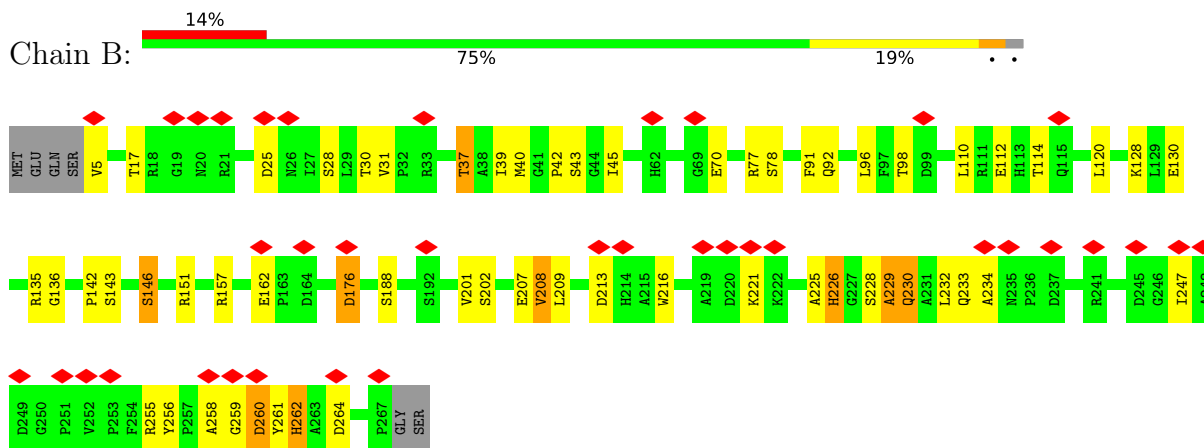 14%
Chain B:
75% 19% • •
MET GLU GLN SER V5 T17 R18 G19 N20 R21 D25 N26 I27 S28 L29 T30 V31 P32 R33 T37 A38 I39 M40 G41 P42 S43 G44 I45 H62 G69 E70 R77 S78 F91 Q92 L96 F97 T98 D99 L110 R111 E112 H113 T114 Q115 L120 K128 L129 E130
R135 G136 P142 S143 S146 R151 R157 E162 P163 D164 D176 S188 S192 V201 S202 E207 V208 L209 D213 H214 A215 W216 A219 D220 K221 K222 A225 H226 G227 S228 A229 Q230 A231 L232 Q233 A234 N235 P236 D237 R241 D245 G246 I247
D249 G250 P251 V252 P253 F254 R255 Y256 P257 A258 G259 D260 Y261 H262 A263 D264 P267 GLY SER